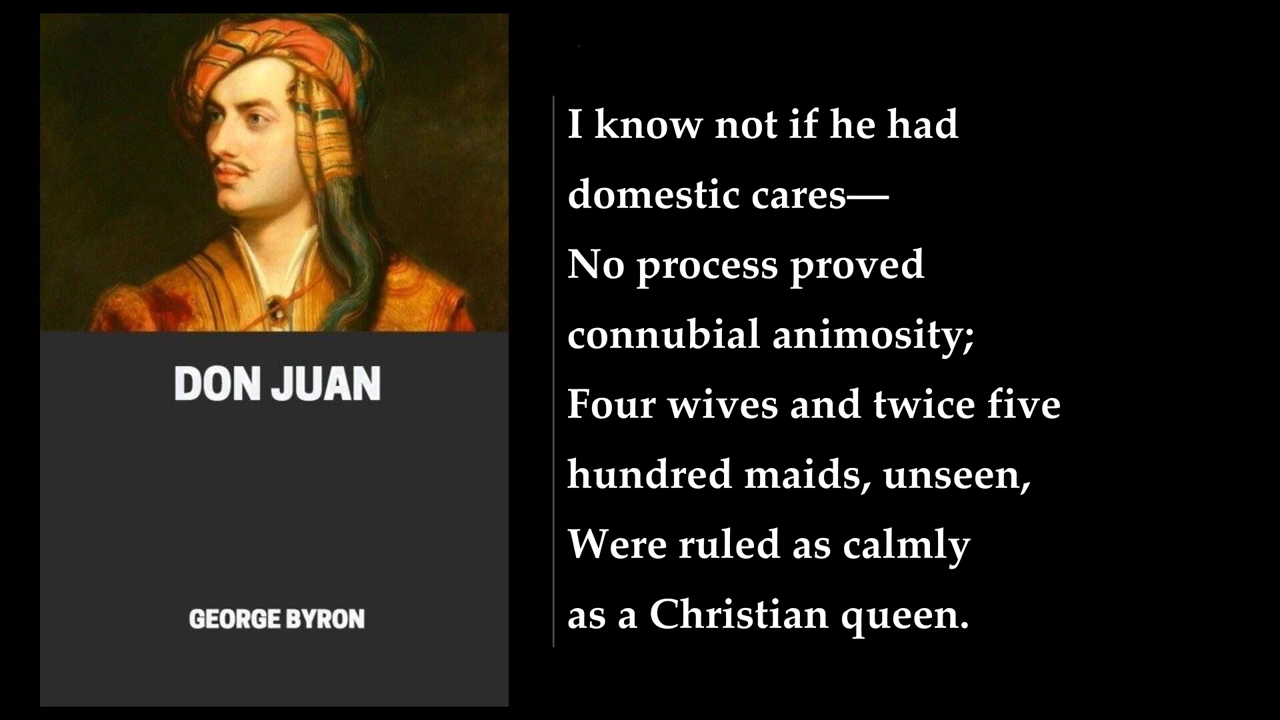 DON JUAN
GEORGE BYRON
I know not if he had
domestic cares—
No process proved
connubial animosity;
Four wives and twice five
hundred maids, unseen,
Were ruled as calmly
as a Christian queen.